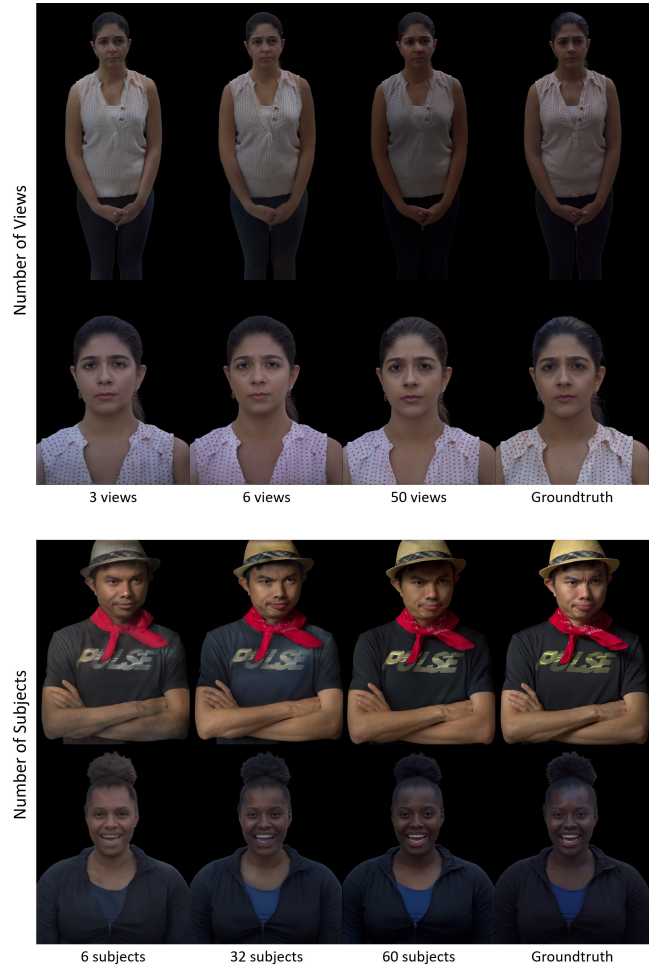 Number of Views
3 views
6 views
50 views
Groundtruth
Number of Subjects
PULSE
PULSE
PULSE
PULSE
6 subjects
32 subjects
60 subjects
Groundtruth